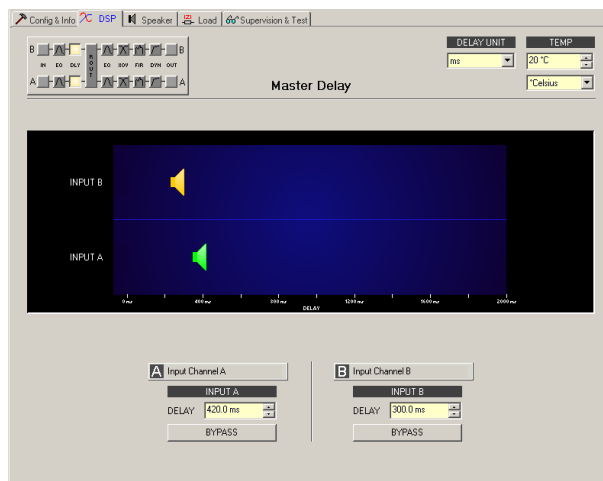 Config & Info DSP Speaker Load Supervision & Test
DELAY UNIT TEMP
B B
ms 20 °C
IN EQ DLY ROUT EQ XOV FIR DYN OUT
A A
°Celsius
Master Delay
INPUT B
INPUT A
0 ms 400 ms 800 ms 1200 ms 1600 ms 2000 ms
DELAY
A Input Channel A B Input Channel B
INPUT A INPUT B
DELAY 420.0 ms DELAY 300.0 ms
BYPASS BYPASS